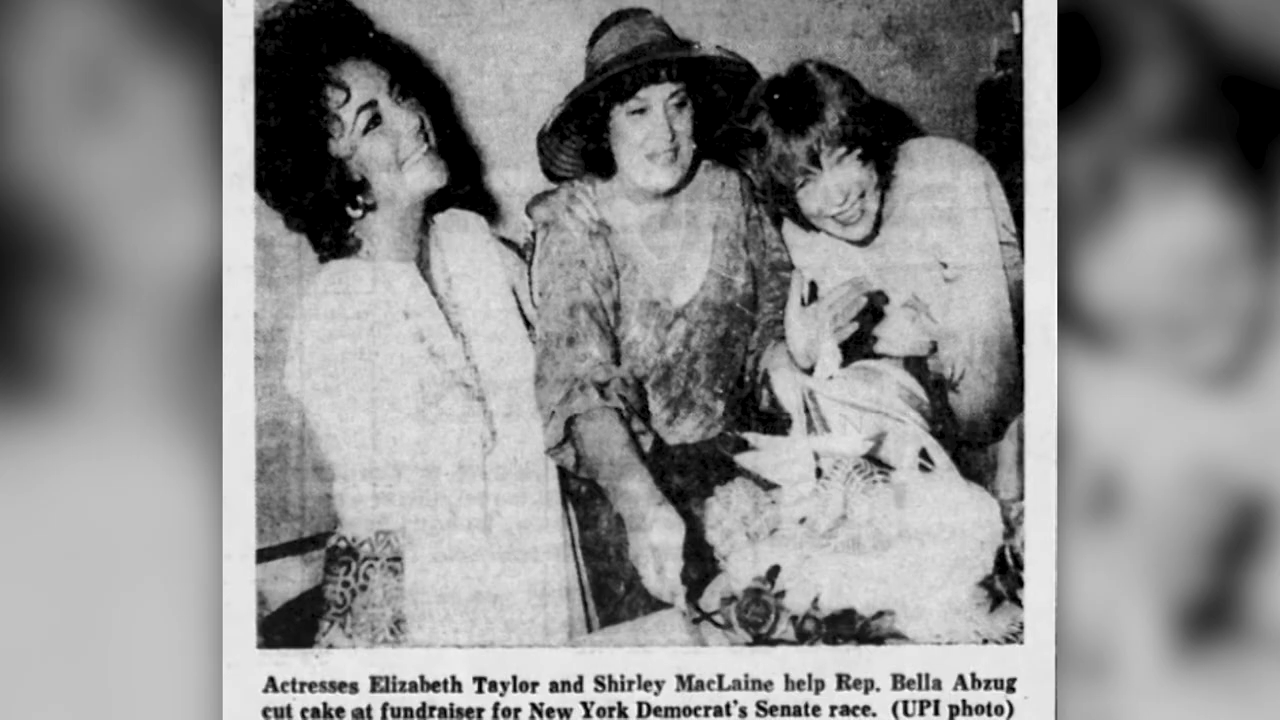 Actresses Elizabeth Taylor and Shirley MacLaine help Rep. Bella Abzug
cut cake at fundraiser for New York Democrat's Senate race. (UPI photo)